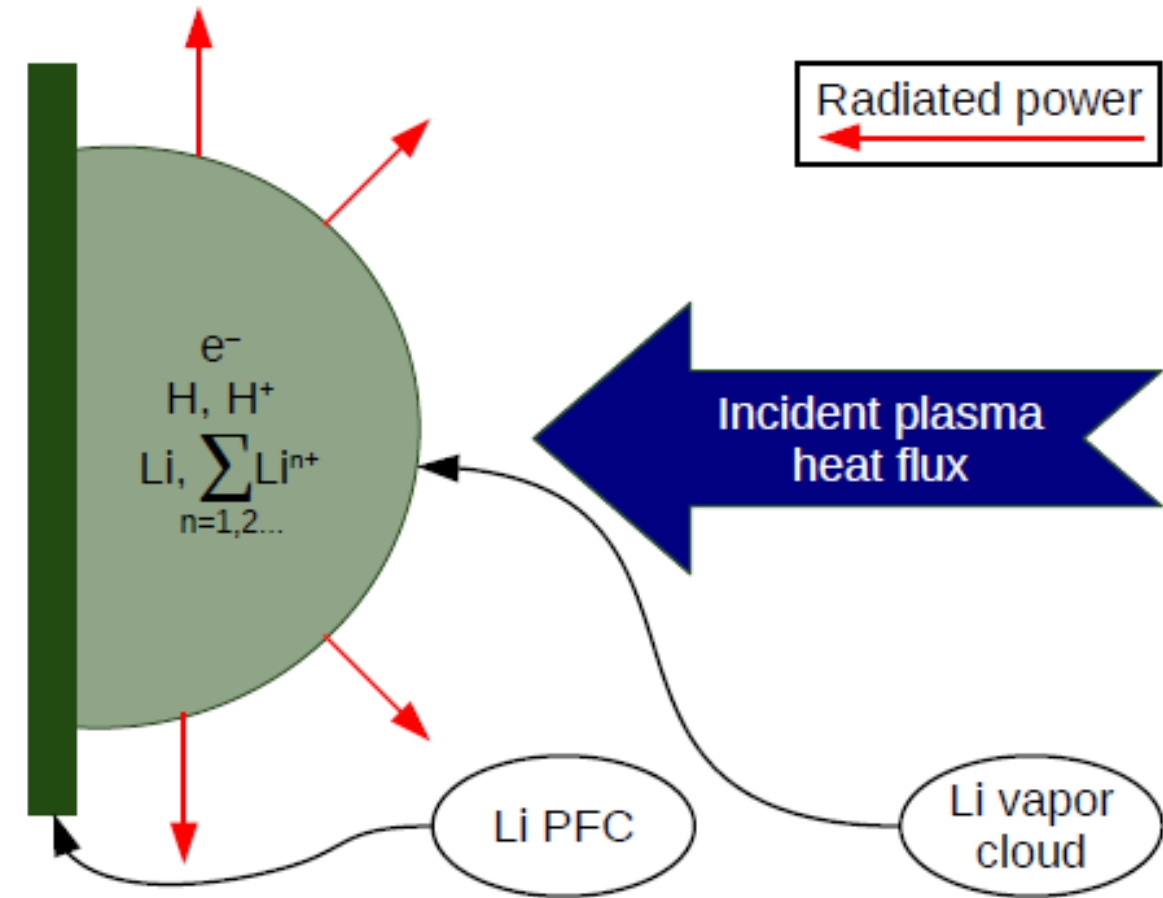 Radiated power
e⁻
H, H⁺
Li, ∑Liⁿ⁺
n=1,2...
Incident plasma
heat flux
Li PFC
Li vapor
cloud